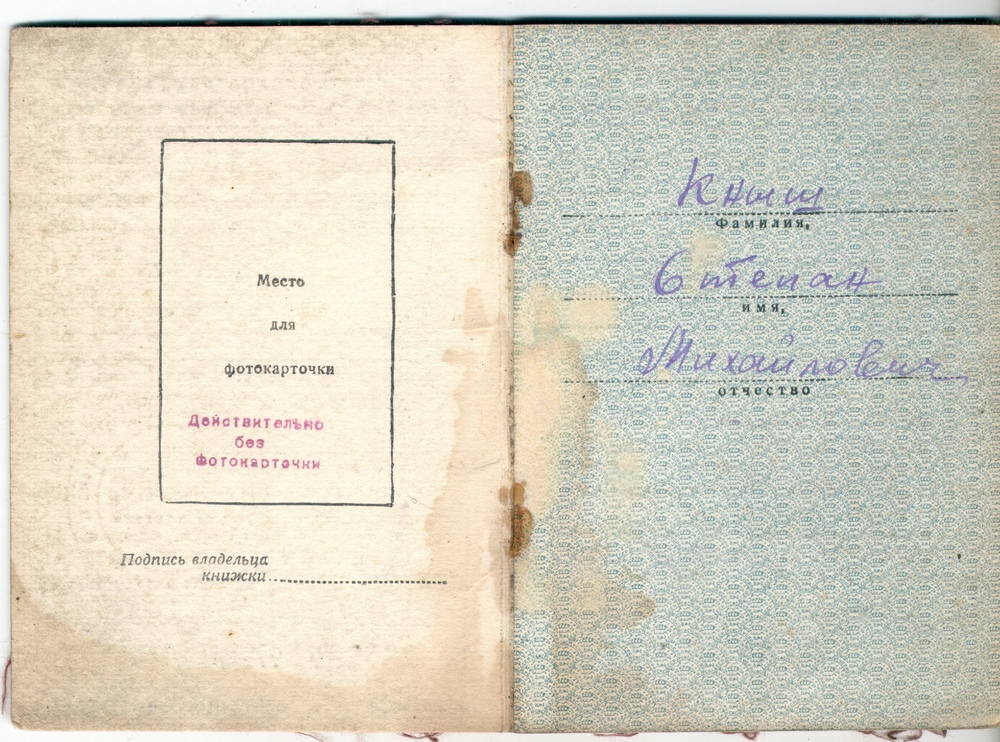 Место
для
фотокарточки
Действительно
без
фотокарточки
Подпись владельца
книжки
Кныш
Фамилия,
Степан
имя,
Михайлович
отчество